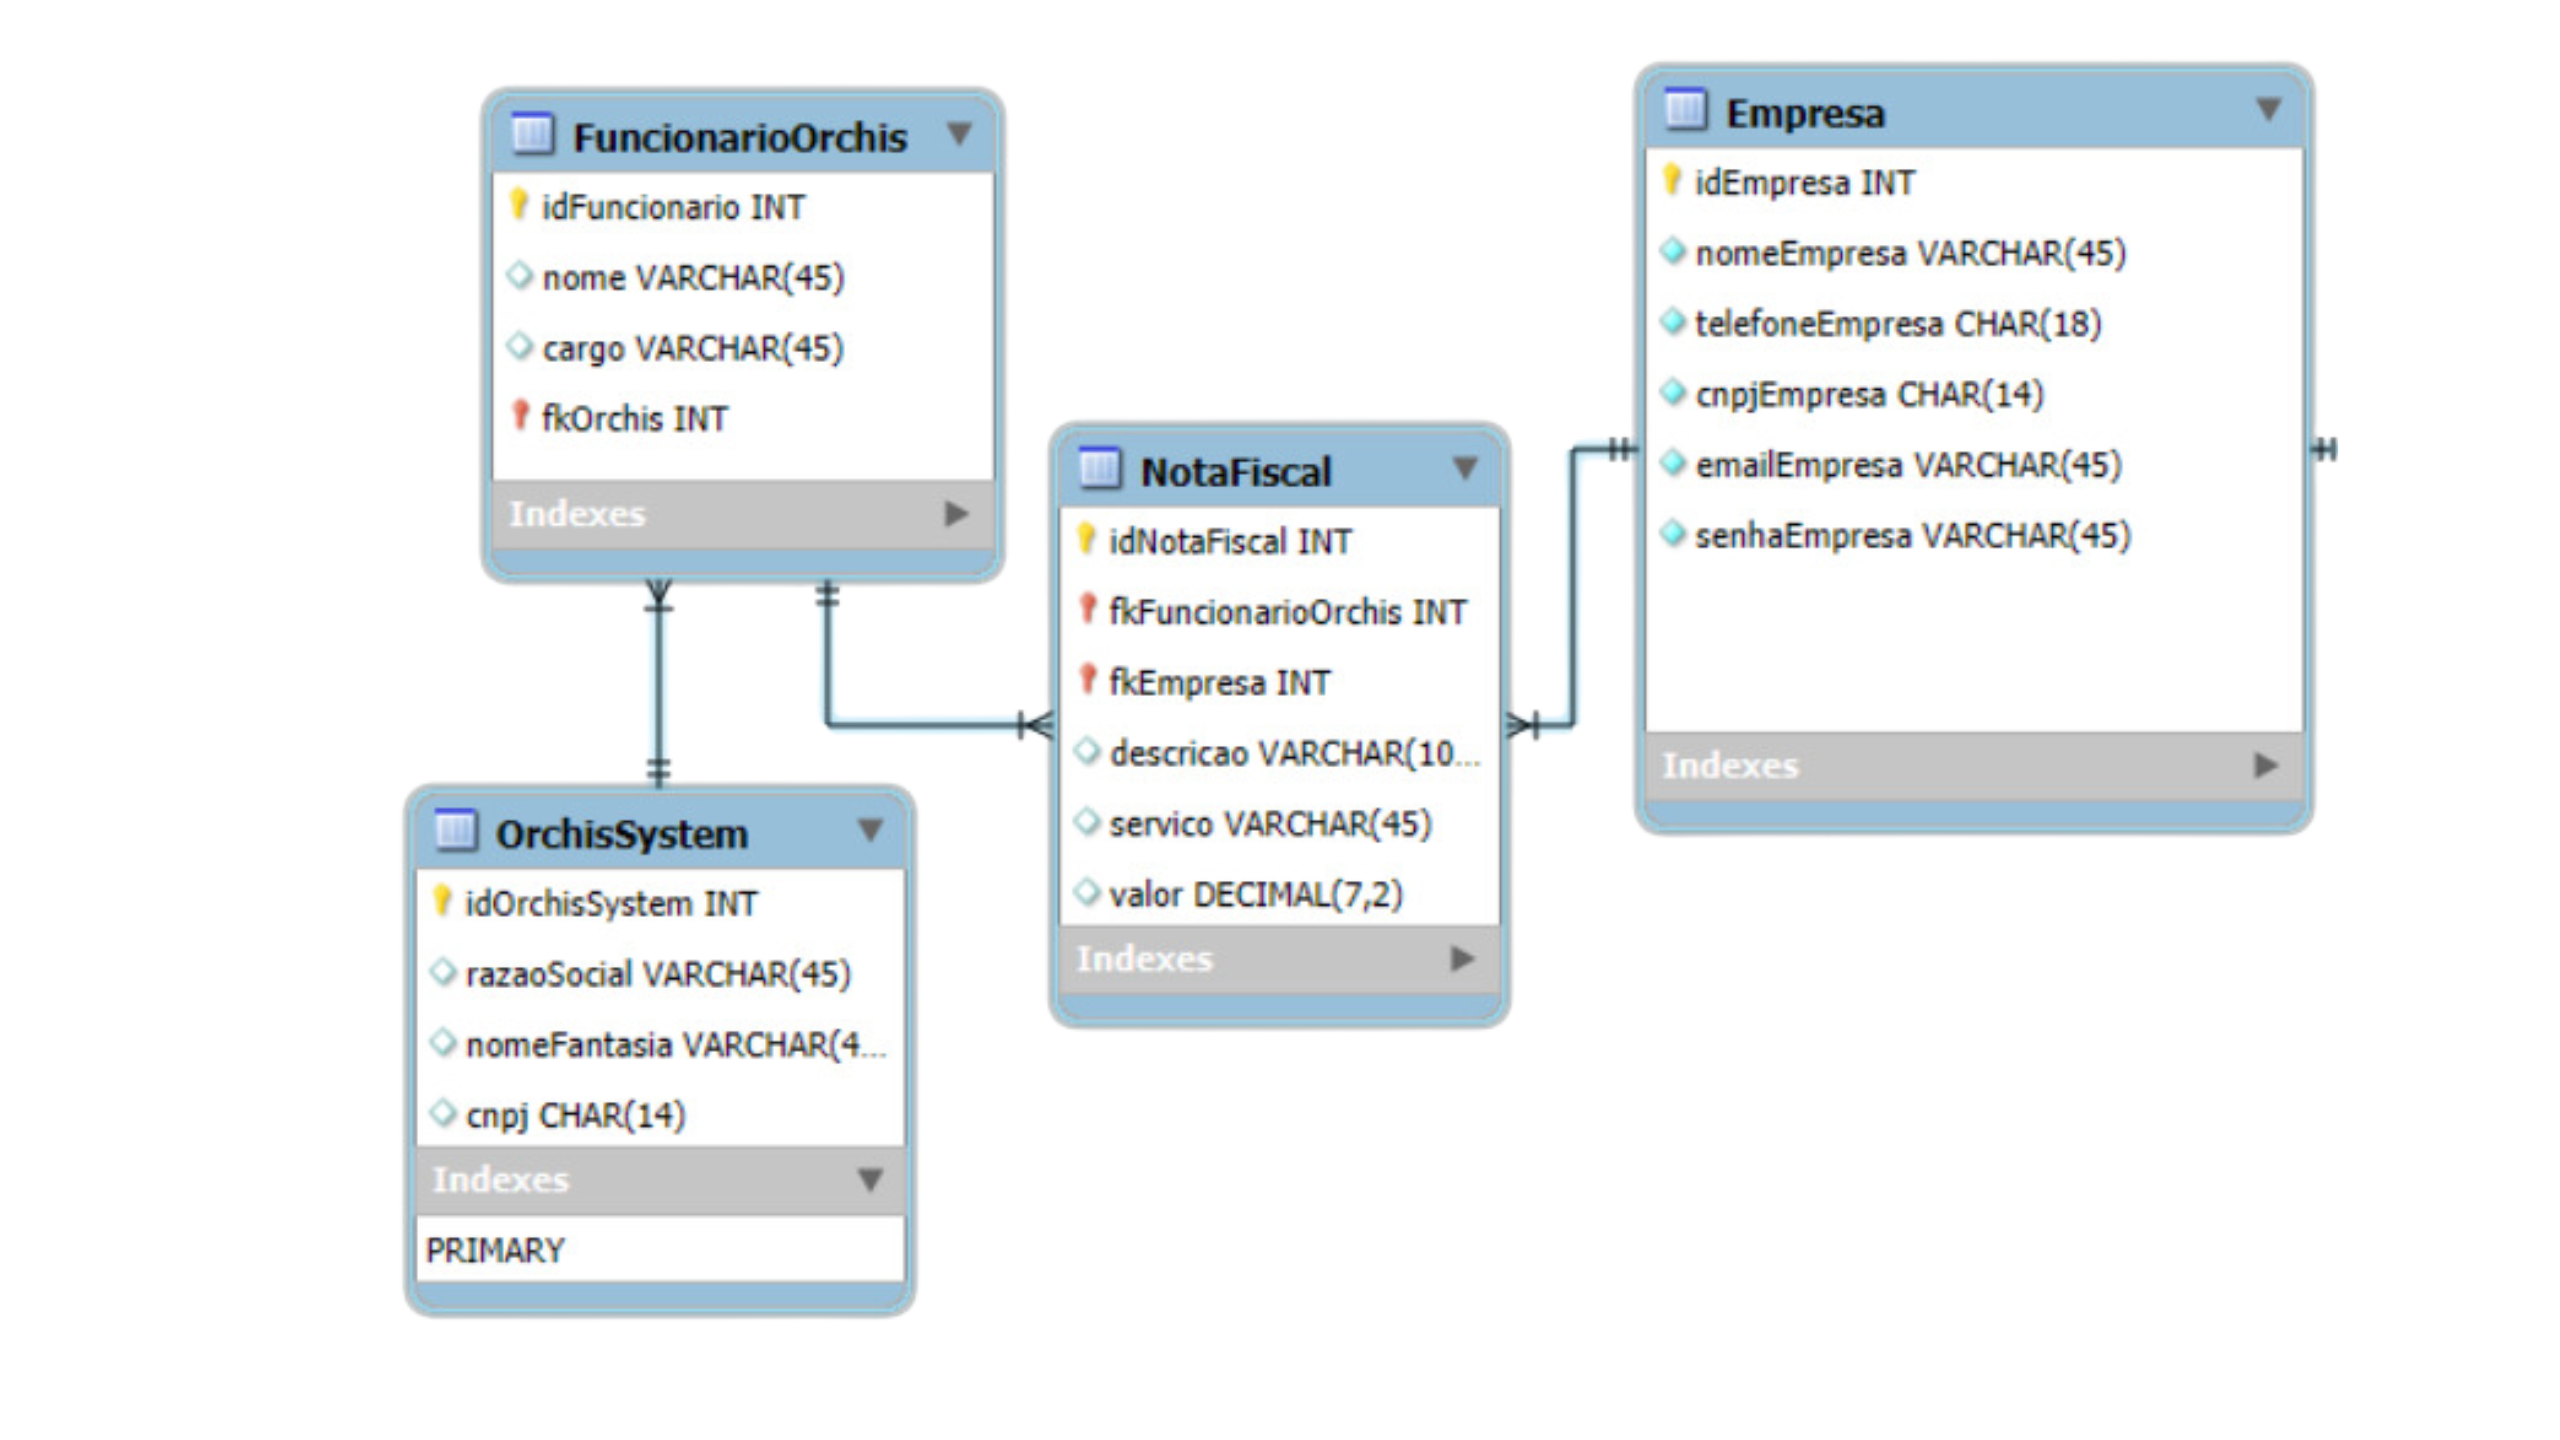 FuncionarioOrchis
idFuncionario INT
nome VARCHAR(45)
cargo VARCHAR(45)
fkOrchis INT
Indexes
OrchisSystem
idOrchisSystem INT
razaoSocial VARCHAR(45)
nomeFantasia VARCHAR(4...
cnpj CHAR(14)
Indexes
PRIMARY
NotaFiscal
idNotaFiscal INT
fkFuncionarioOrchis INT
fkEmpresa INT
descricao VARCHAR(10...
servico VARCHAR(45)
valor DECIMAL(7,2)
Indexes
Empresa
idEmpresa INT
nomeEmpresa VARCHAR(45)
telefoneEmpresa CHAR(18)
cnpjEmpresa CHAR(14)
emailEmpresa VARCHAR(45)
senhaEmpresa VARCHAR(45)
Indexes